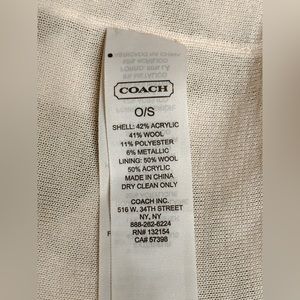 COACH
O/S
SHELL: 42% ACRYLIC
41% WOOL
11% POLYESTER
6% METALLIC
LINING: 50% WOOL
50% ACRYLIC
MADE IN CHINA
DRY CLEAN ONLY
COACH INC.
516 W. 34TH STREET
NY, NY
888-262-6224
RN# 132154
CA# 57398